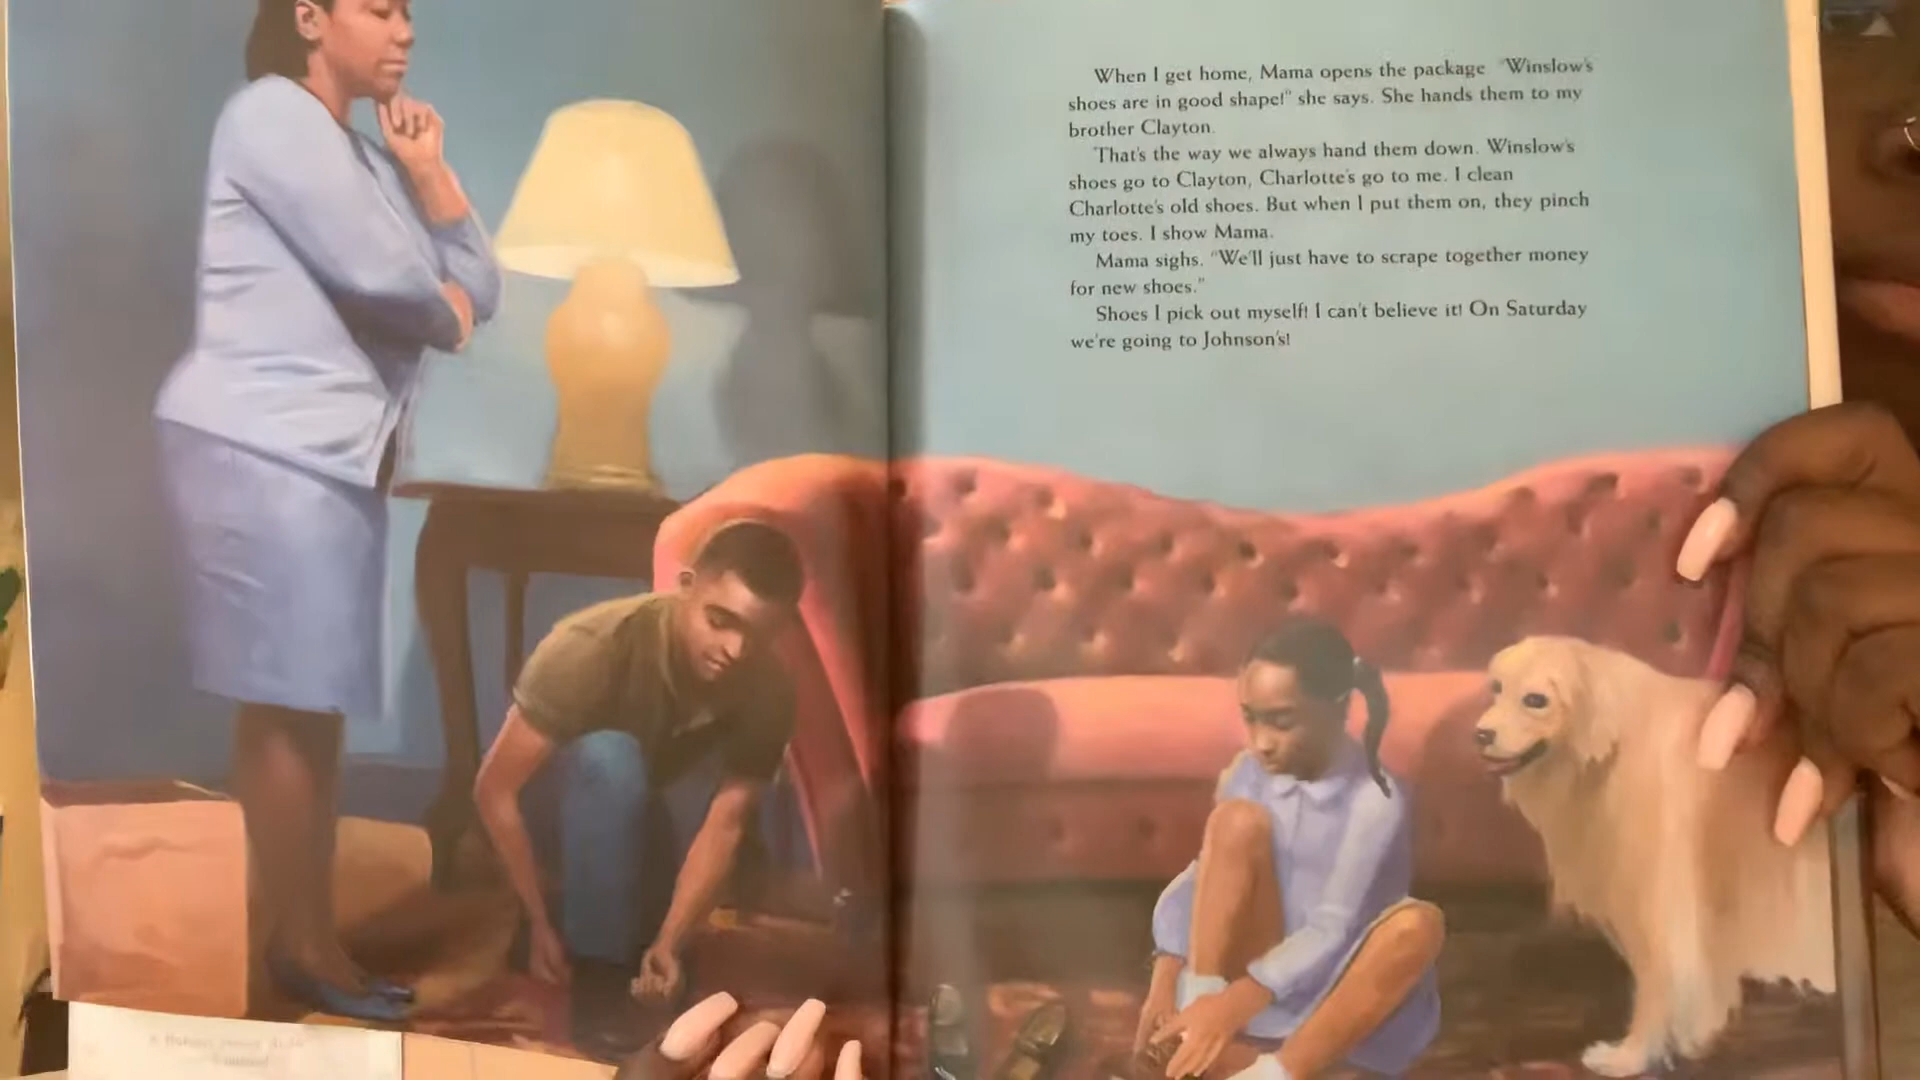 When I get home, Mama opens the package "Winslow's
shoes are in good shape!" she says. She hands them to my
brother Clayton.
That's the way we always hand them down. Winslow's
shoes go to Clayton, Charlotte's go to me. I clean
Charlotte's old shoes. But when I put them on, they pinch
my toes. I show Mama.
Mama sighs. "We'll just have to scrape together money
for new shoes."
Shoes I pick out myself! I can't believe it! On Saturday
we're going to Johnson's!